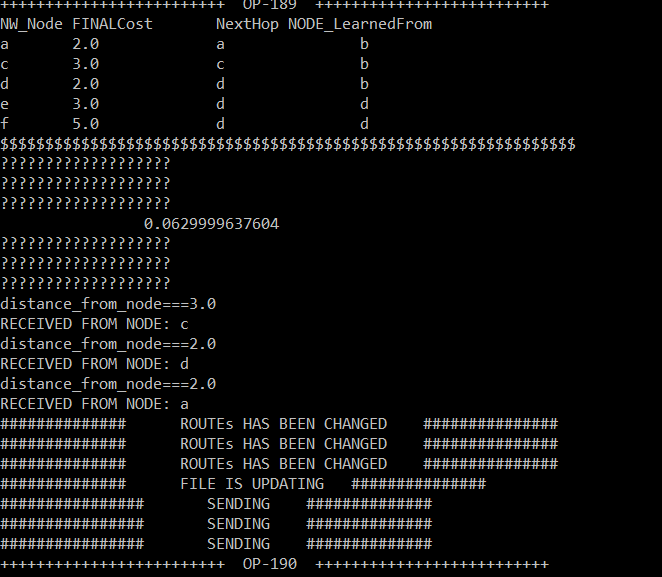 +++++++++++++++++++++++++ OP-189 ++++++++++++++++++++++++++
NW_Node FINALCost NextHop NODE_LearnedFrom
a 2.0 a b
c 3.0 c b
d 2.0 d b
e 3.0 d d
f 5.0 d d
$$$$$$$$$$$$$$$$$$$$$$$$$$$$$$$$$$$$$$$$$$$$$$$$$$$$$$$$$$$$$$$$
???????????????????
???????????????????
???????????????????
0.0629999637604
???????????????????
???????????????????
???????????????????
distance_from_node===3.0
RECEIVED FROM NODE: c
distance_from_node===2.0
RECEIVED FROM NODE: d
distance_from_node===2.0
RECEIVED FROM NODE: a
############## ROUTEs HAS BEEN CHANGED ###############
############## ROUTEs HAS BEEN CHANGED ###############
############## ROUTEs HAS BEEN CHANGED ###############
############## FILE IS UPDATING ###############
################ SENDING ##############
################ SENDING ##############
################ SENDING ##############
+++++++++++++++++++++++++ OP-190 ++++++++++++++++++++++++++